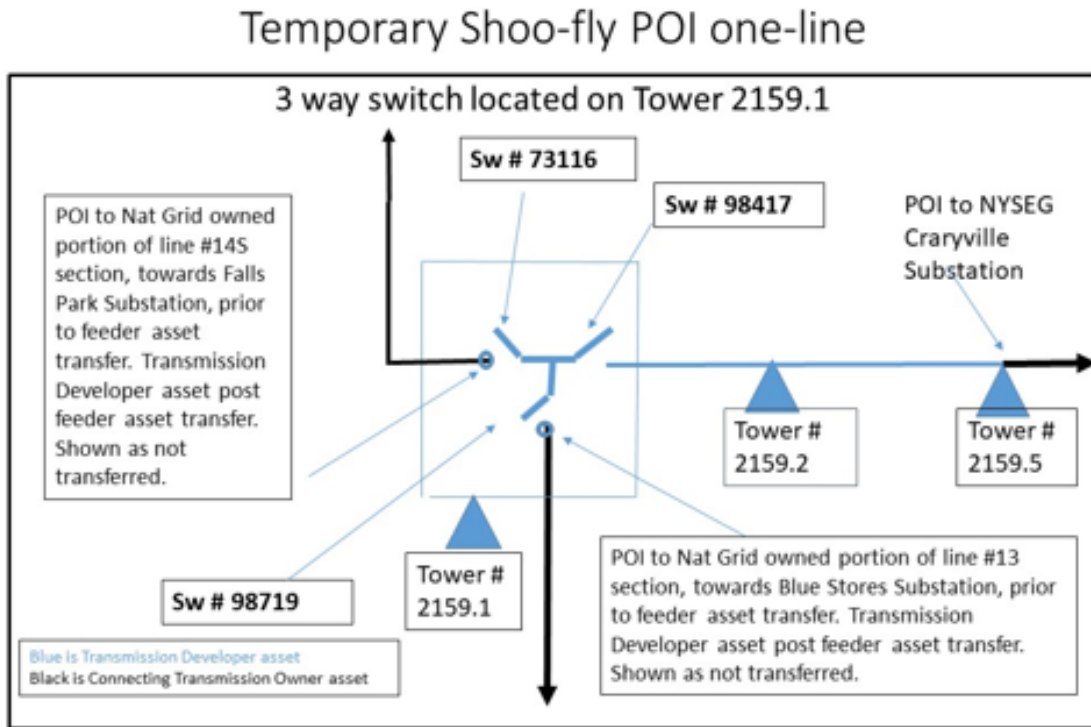 Temporary Shoo-fly POI one-line
3 way switch located on Tower 2159.1
Sw # 73116
Sw # 98417
POI to Nat Grid owned
portion of line #14S
section, towards Falls
Park Substation, prior
to feeder asset
transfer. Transmission
Developer asset post
feeder asset transfer.
Shown as not
transferred.
POI to NYSEG
Craryville
Substation
Tower #
2159.2
Tower #
2159.5
Tower #
2159.1
Sw # 98719
POI to Nat Grid owned portion of line #13
section, towards Blue Stores Substation, prior
to feeder asset transfer. Transmission
Developer asset post feeder asset transfer.
Shown as not transferred.
Blue is Transmission Developer asset
Black is Connecting Transmission Owner asset